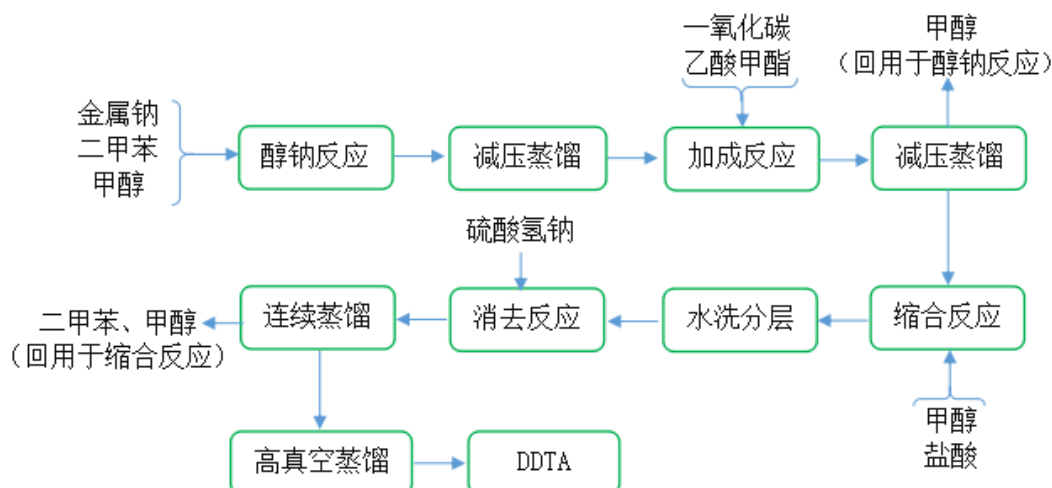 金属钠
二甲苯
甲醇
醇钠反应
减压蒸馏
一氧化碳
乙酸甲酯
加成反应
甲醇
（回用于醇钠反应）
减压蒸馏
缩合反应
甲醇
盐酸
水洗分层
硫酸氢钠
消去反应
连续蒸馏
二甲苯、甲醇
（回用于缩合反应）
高真空蒸馏
DDTA